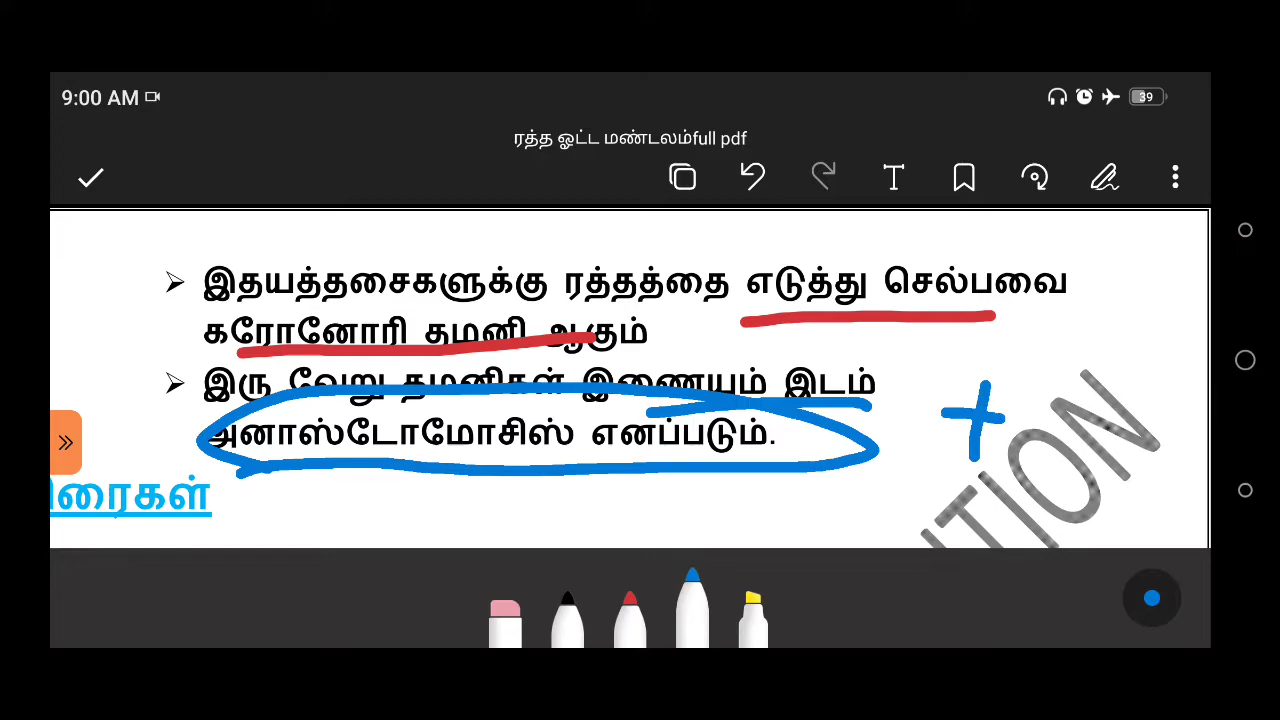 9:00 AM
39
ரத்த ஓட்ட மண்டலம்full pdf
➢ இதயத்தசைகளுக்கு ரத்தத்தை எடுத்து செல்பவை
கரோனோரி தமனி ஆகும்
➢ இரு வேறு தமனிகள் இணையும் இடம்
அனாஸ்டோமோசிஸ் எனப்படும்.
TION